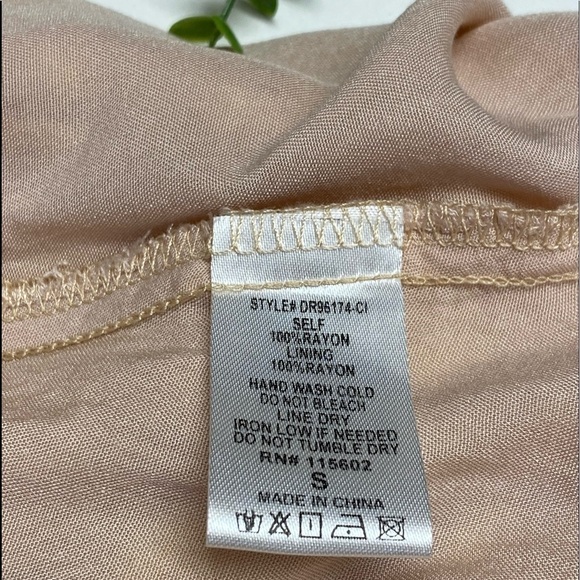 STYLE# DR96174-CI
SELF
100%RAYON
LINING
100%RAYON
HAND WASH COLD
DO NOT BLEACH
LINE DRY
IRON LOW IF NEEDED
DO NOT TUMBLE DRY
RN# 115602
S
MADE IN CHINA